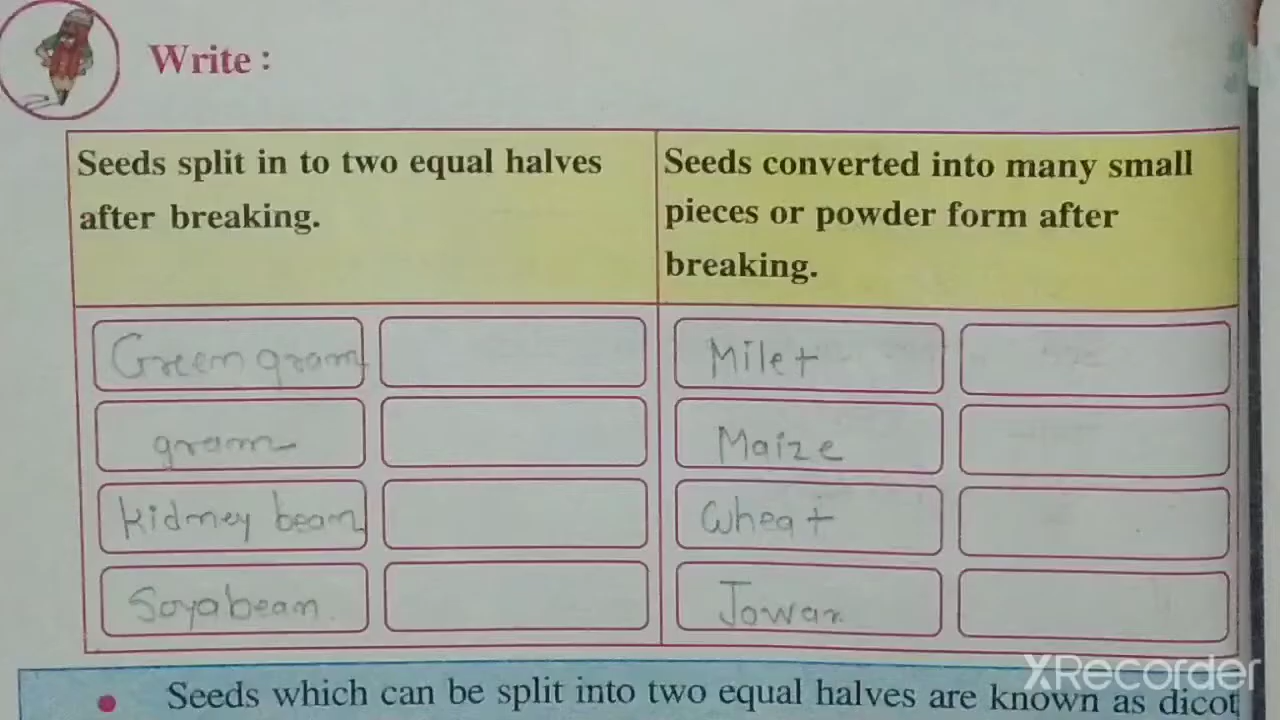 Write :
Seeds split in to two equal halves
after breaking.
Seeds converted into many small
pieces or powder form after
breaking.
Green gram
Milet
gram
Maize
kidney bean
Wheat
Soyabean
Jowar
XRecorder
Seeds which can be split into two equal halves are known as dicot